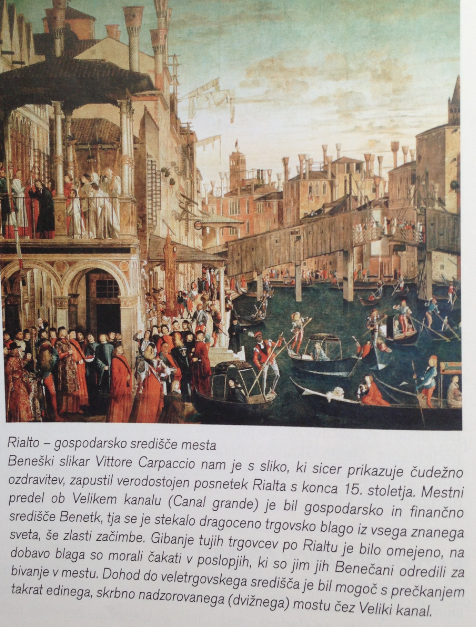 Rialto – gospodarsko središče mesta
Beneški slikar Vittore Carpaccio nam je s sliko, ki sicer prikazuje čudežno
ozdravitev, zapustil verodostojen posnetek Rialta s konca 15. stoletja. Mestni
predel ob Velikem kanalu (Canal grande) je bil gospodarsko in finančno
središče Benetk, tja se je stekalo dragoceno trgovsko blago iz vsega znanega
sveta, še zlasti začimbe. Gibanje tujih trgovcev po Rialtu je bilo omejeno, na
dobavo blaga so morali čakati v poslopjih, ki so jim jih Benečani odredili za
bivanje v mestu. Dohod do veletrgovskega središča je bil mogoč s prečkanjem
takrat edinega, skrbno nadzorovanega (dvižnega) mostu čez Veliki kanal.